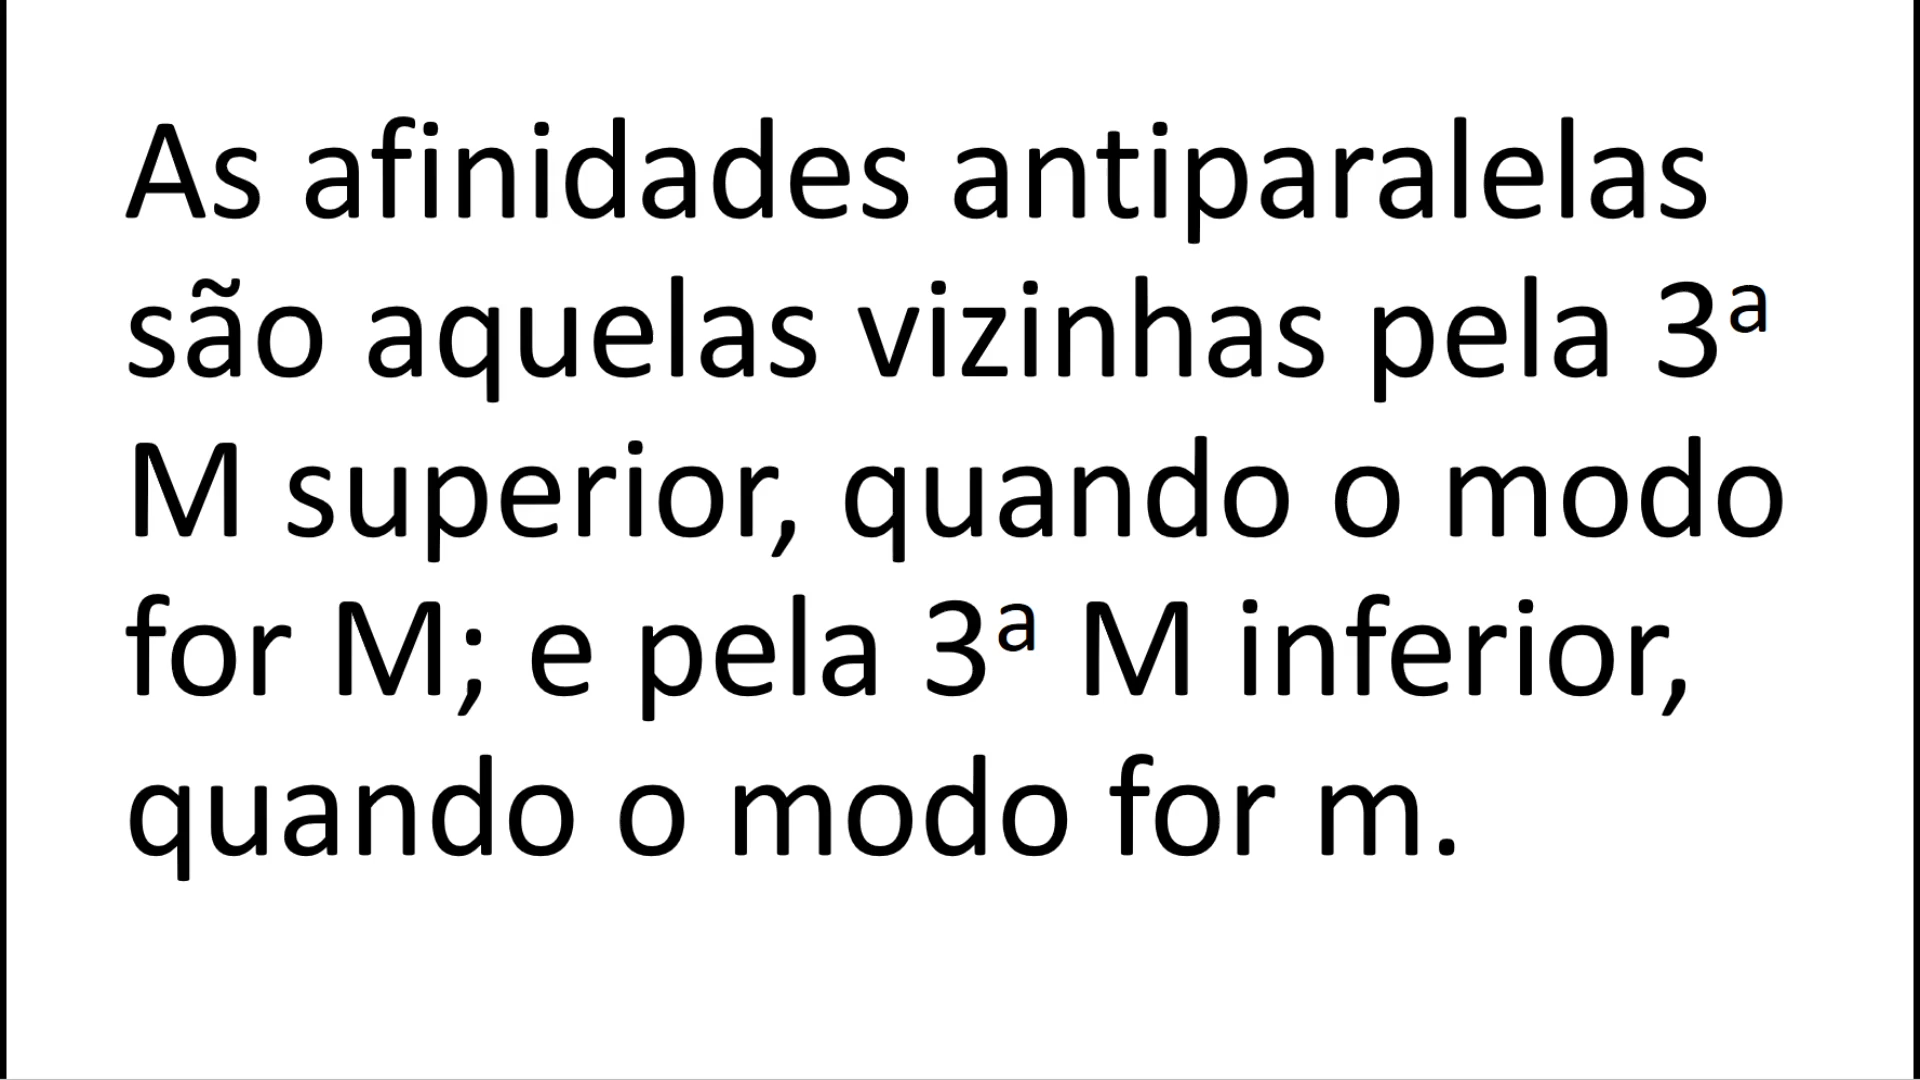 As afinidades antiparalelas
são aquelas vizinhas pela 3ª
M superior, quando o modo
for M; e pela 3ª M inferior,
quando o modo for m.